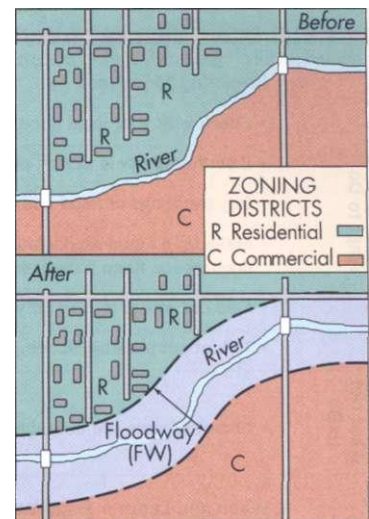 Before
R
R
River
C
ZONING
DISTRICTS
R Residential
C Commercial
After
R
River
R
Floodway
(FW)
C